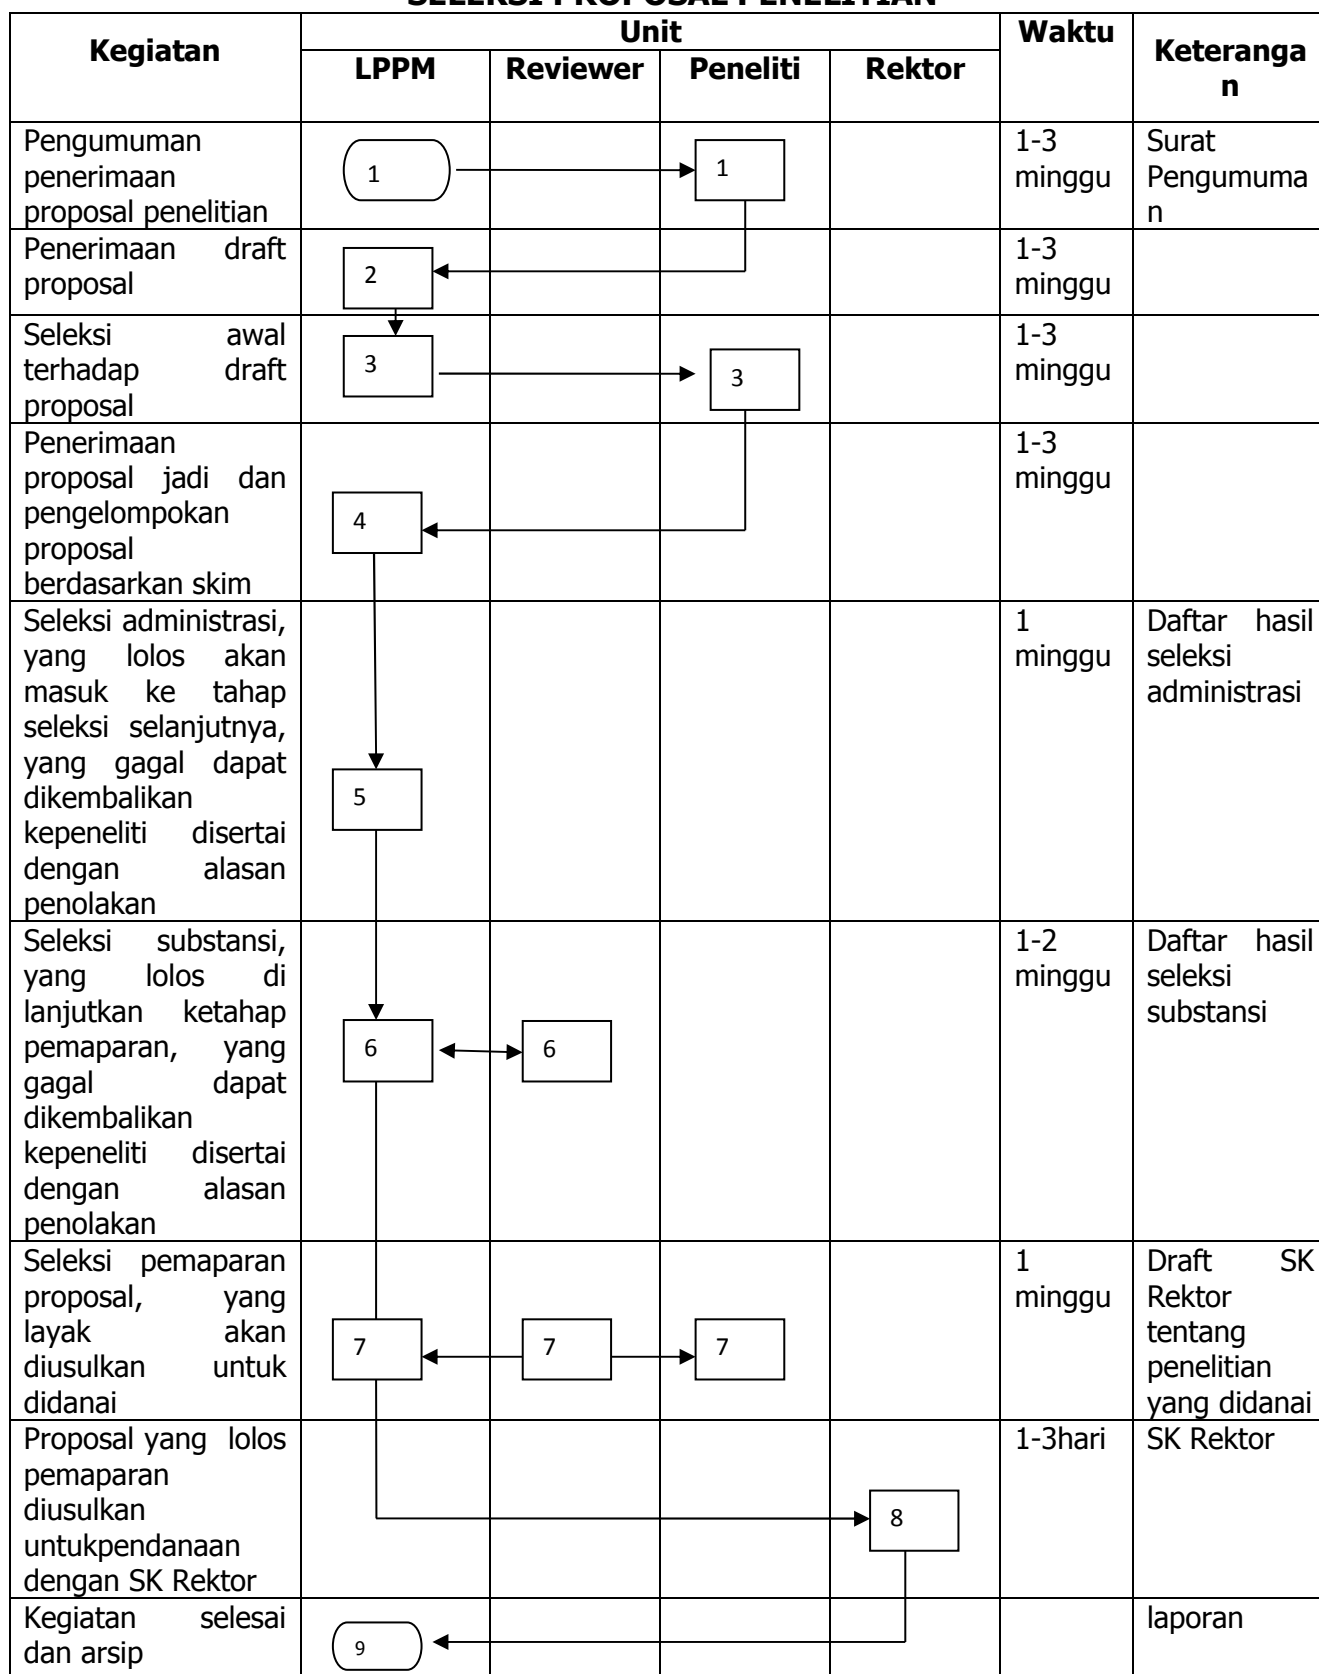 SELEKSI PROPOSAL PENELITIAN
Kegiatan
Unit
Waktu
Keteranga
n
LPPM
Reviewer
Peneliti
Rektor
Pengumuman
penerimaan
proposal penelitian
1
1
1-3
minggu
Surat
Pengumuma
n
Penerimaan draft
proposal
2
1-3
minggu
Seleksi awal
terhadap draft
proposal
3
3
1-3
minggu
Penerimaan
proposal jadi dan
pengelompokan
proposal
berdasarkan skim
4
1-3
minggu
Seleksi administrasi,
yang lolos akan
masuk ke tahap
seleksi selanjutnya,
yang gagal dapat
dikembalikan
kepeneliti disertai
dengan alasan
penolakan
5
1
minggu
Daftar hasil
seleksi
administrasi
Seleksi substansi,
yang lolos di
lanjutkan ketahap
pemaparan, yang
gagal dapat
dikembalikan
kepeneliti disertai
dengan alasan
penolakan
6
6
1-2
minggu
Daftar hasil
seleksi
substansi
Seleksi pemaparan
proposal, yang
layak akan
diusulkan untuk
didanai
7
7
7
1
minggu
Draft SK
Rektor
tentang
penelitian
yang didanai
Proposal yang lolos
pemaparan
diusulkan
untukpendanaan
dengan SK Rektor
8
1-3hari
SK Rektor
Kegiatan selesai
dan arsip
9
laporan